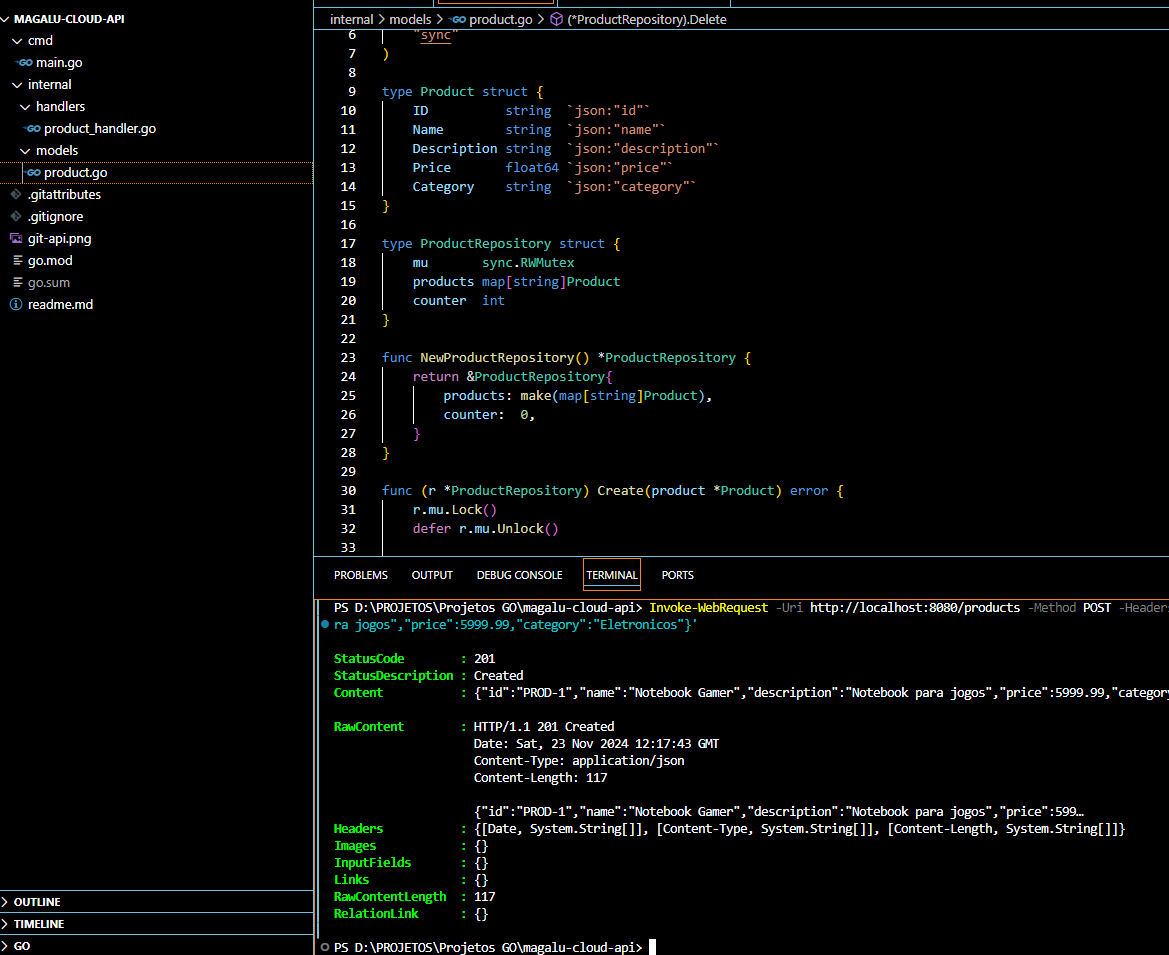 MAGALU-CLOUD-API
cmd
GO main.go
internal
handlers
GO product_handler.go
models
GO product.go
.gitattributes
.gitignore
git-api.png
go.mod
go.sum
readme.md
OUTLINE
TIMELINE
GO
internal > models > GO product.go > (*ProductRepository).Delete
6 "sync"
7 )
8
9 type Product struct {
10 ID string `json:"id"`
11 Name string `json:"name"`
12 Description string `json:"description"`
13 Price float64 `json:"price"`
14 Category string `json:"category"`
15 }
16
17 type ProductRepository struct {
18 mu sync.RWMutex
19 products map[string]Product
20 counter int
21 }
22
23 func NewProductRepository() *ProductRepository {
24 return &ProductRepository{
25 products: make(map[string]Product),
26 counter: 0,
27 }
28 }
29
30 func (r *ProductRepository) Create(product *Product) error {
31 r.mu.Lock()
32 defer r.mu.Unlock()
33
PROBLEMS OUTPUT DEBUG CONSOLE TERMINAL PORTS
PS D:\PROJETOS\Projetos GO\magalu-cloud-api> Invoke-WebRequest -Uri http://localhost:8080/products -Method POST -Header
ra jogos","price":5999.99,"category":"Eletronicos"}'
StatusCode : 201
StatusDescription : Created
Content : {"id":"PROD-1","name":"Notebook Gamer","description":"Notebook para jogos","price":5999.99,"category
RawContent : HTTP/1.1 201 Created
Date: Sat, 23 Nov 2024 12:17:43 GMT
Content-Type: application/json
Content-Length: 117
{"id":"PROD-1","name":"Notebook Gamer","description":"Notebook para jogos","price":599…
Headers : {[Date, System.String[]], [Content-Type, System.String[]], [Content-Length, System.String[]]}
Images : {}
InputFields : {}
Links : {}
RawContentLength : 117
RelationLink : {}
PS D:\PROJETOS\Projetos GO\magalu-cloud-api>